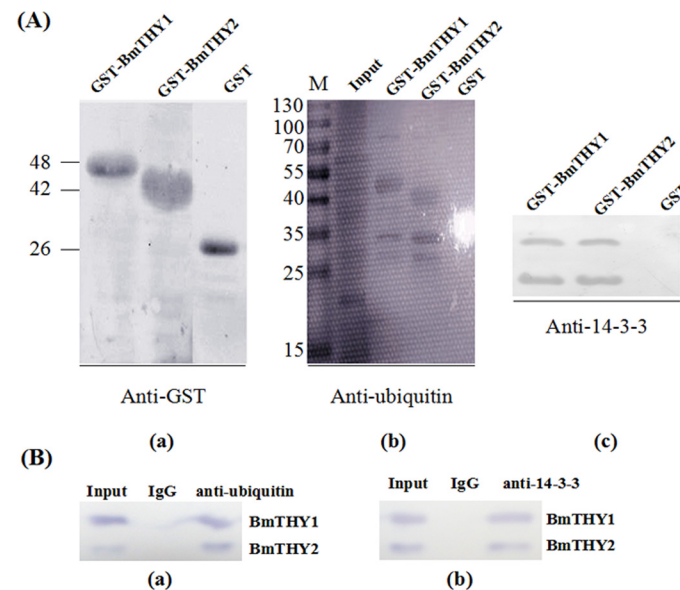 (A)
GST-BmTHY1
GST-BmTHY2
GST
48
42
26
Anti-GST
(a)
M
Input
GST-BmTHY1
GST-BmTHY2
GST
130
100
70
55
40
35
25
15
Anti-ubiquitin
(b)
GST-BmTHY1
GST-BmTHY2
GST
Anti-14-3-3
(c)
(B)
Input IgG anti-ubiquitin
BmTHY1
BmTHY2
(a)
Input IgG anti-14-3-3
BmTHY1
BmTHY2
(b)